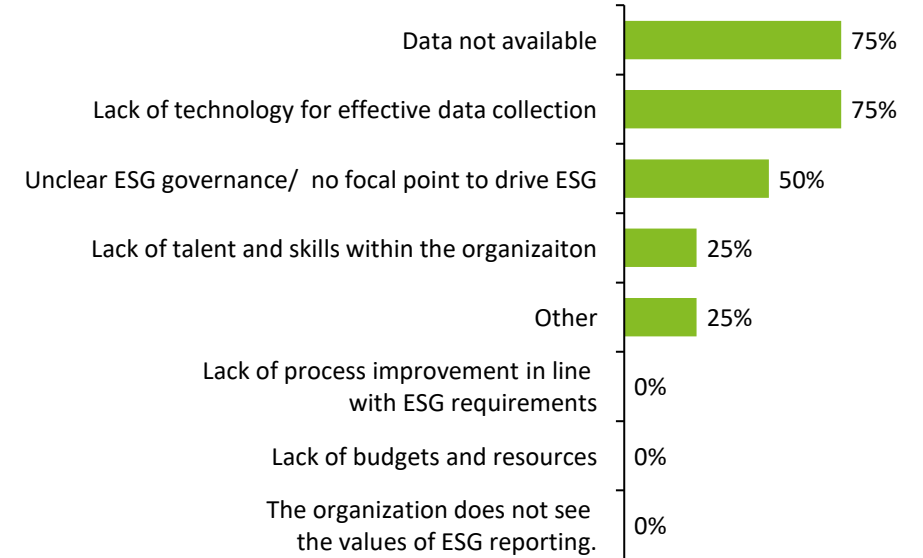 Data not available 75%
Lack of technology for effective data collection 75%
Unclear ESG governance/  no focal point to drive ESG 50%
Lack of talent and skills within the organizaiton 25%
Other 25%
Lack of process improvement in line
with ESG requirements 0%
Lack of budgets and resources 0%
The organization does not see
the values of ESG reporting. 0%